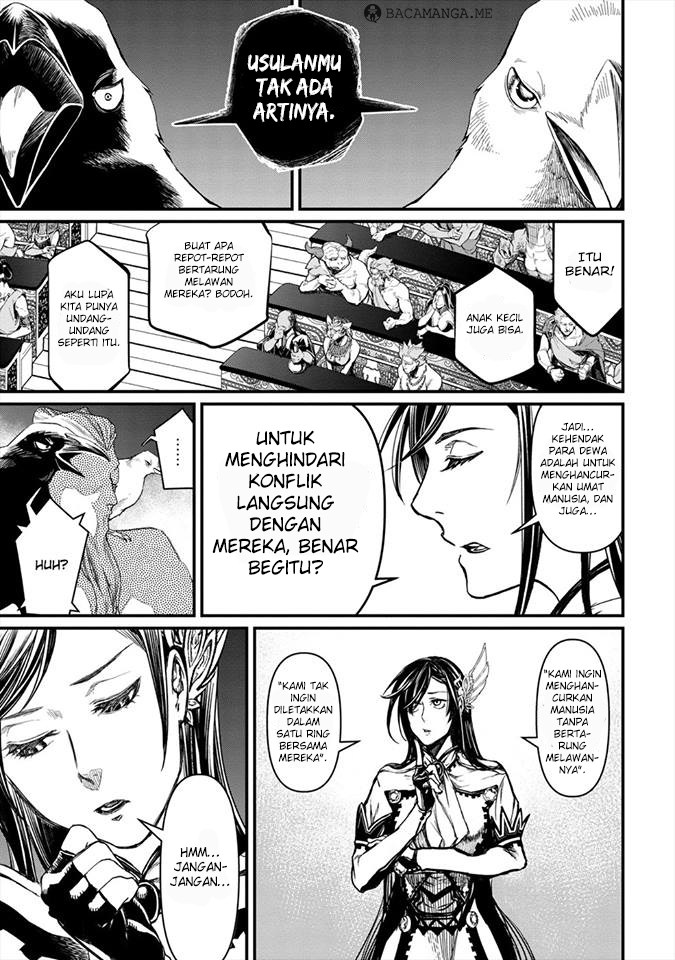 BACAMANGA.ME
USULANMU
TAK ADA
ARTINYA.
ITU
BENAR!
ANAK KECIL
JUGA BISA.
BUAT APA
REPOT-REPOT
BERTARUNG
MELAWAN
MEREKA? BODOH.
AKU LUPA
KITA PUNYA
UNDANG-
UNDANG
SEPERTI ITU.
JADI...
KEHENDAK
PARA DEWA
ADALAH UNTUK
MENGHANCUR-
KAN UMAT
MANUSIA, DAN
JUGA...
UNTUK
MENGHINDARI
KONFLIK
LANGSUNG
DENGAN
MEREKA, BENAR
BEGITU?
......
HUH?
"KAMI INGIN
MENGHAN-
CURKAN
MANUSIA
TANPA
BERTA-
RUNG
MELAWAN-
NYA".
"KAMI TAK
INGIN
DILETAKKAN
DALAM
SATU RING
BERSAMA
MEREKA".
HMM...
JANGAN-
JANGAN...